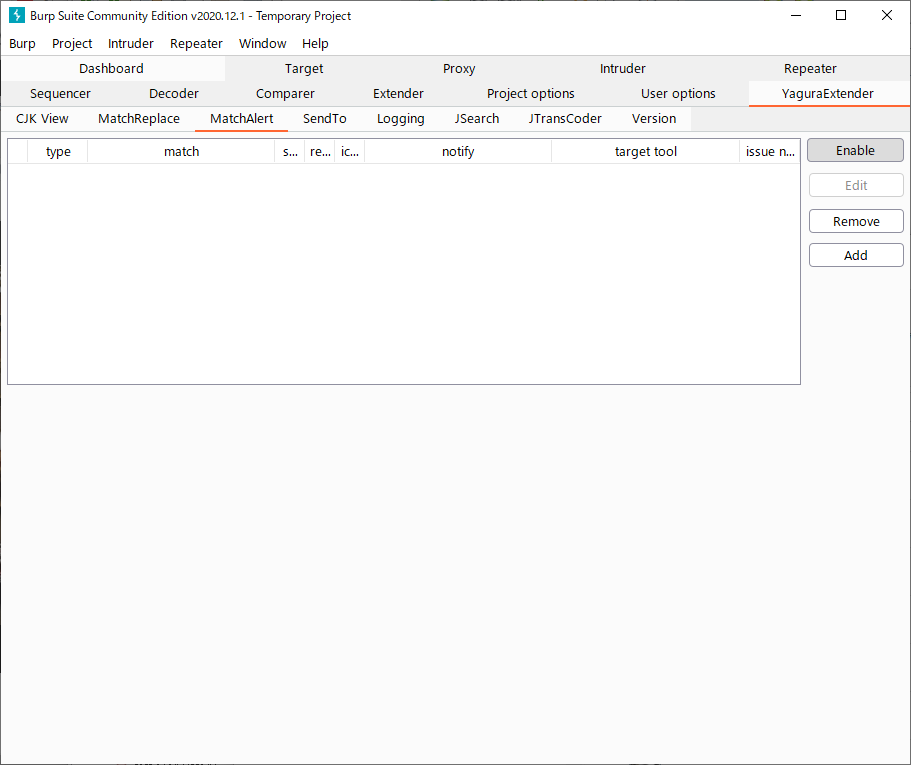 Burp Suite Community Edition v2020.12.1 - Temporary Project
Burp Project Intruder Repeater Window Help
Dashboard Target Proxy Intruder Repeater
Sequencer Decoder Comparer Extender Project options User options YaguraExtender
CJK View MatchReplace MatchAlert SendTo Logging JSearch JTransCoder Version
type match s... re... ic... notify target tool issue n...
Enable
Edit
Remove
Add